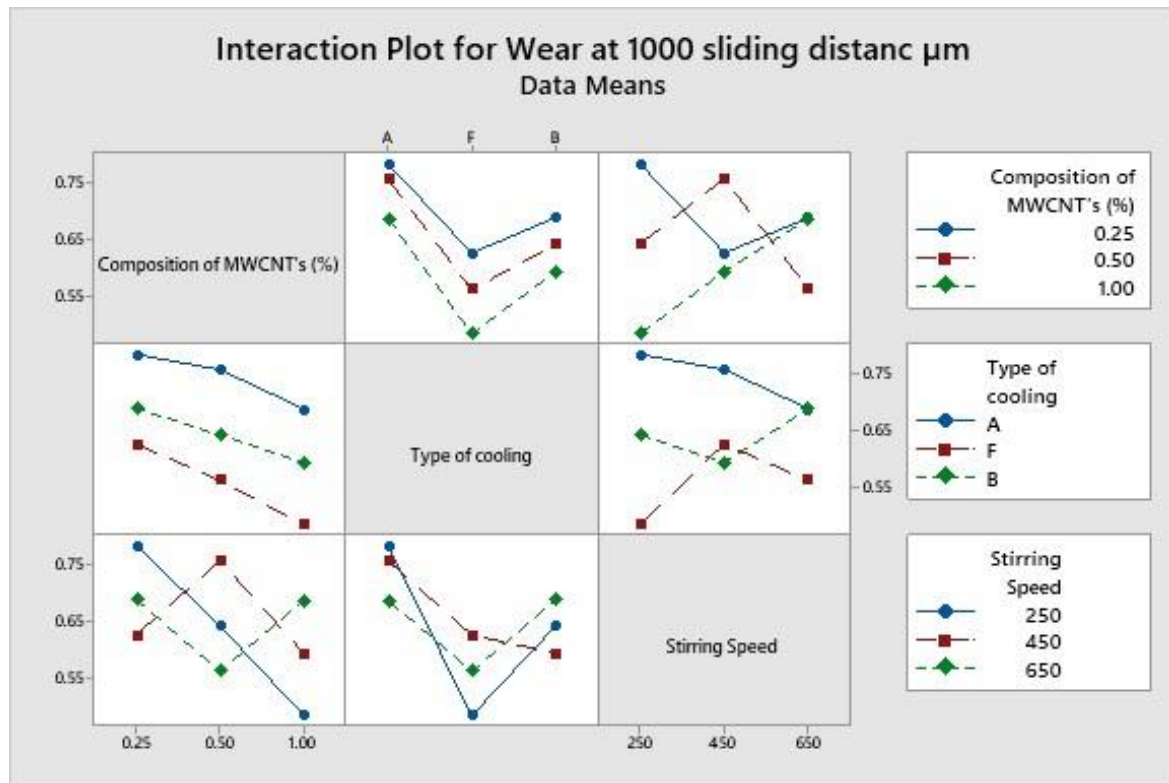 Interaction Plot for Wear at 1000 sliding distanc µm
Data Means
A F B
0.75
0.65
0.55
Composition of MWCNT's (%)
Composition of
MWCNT's (%)
0.25
0.50
1.00
Type of cooling
0.75
0.65
0.55
Type of
cooling
A
F
B
0.75
0.65
0.55
Stirring Speed
Stirring
Speed
250
450
650
0.25 0.50 1.00 250 450 650